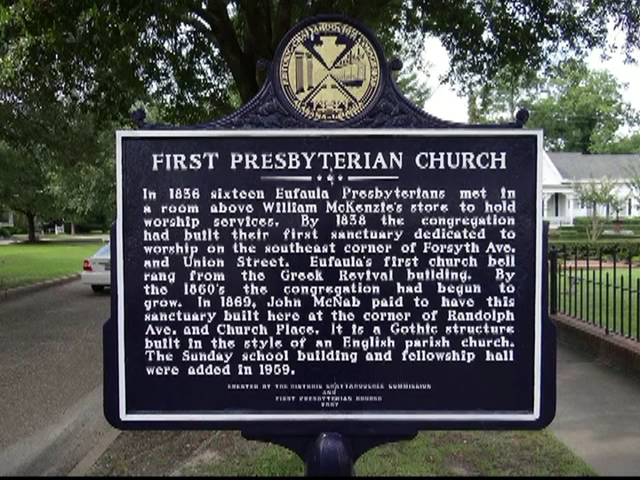 FIRST PRESBYTERIAN CHURCH
In 1836 sixteen Eufaula Presbyterians met in
a room above William McKenzie's store to hold
worship services. By 1838 the congregation
had built their first sanctuary dedicated to
worship on the southeast corner of Forsyth Ave.
and Union Street. Eufaula's first church bell
rang from the Greek Revival building. By
the 1860's the congregation had begun to
grow. In 1869, John McNab paid to have this
sanctuary built here at the corner of Randolph
Ave. and Church Place. It is a Gothic structure
built in the style of an English parish church.
The Sunday school building and fellowship hall
were added in 1959.
ERECTED BY THE HISTORIC CHATTAHOOCHEE COMMISSION
AND
FIRST PRESBYTERIAN CHURCH